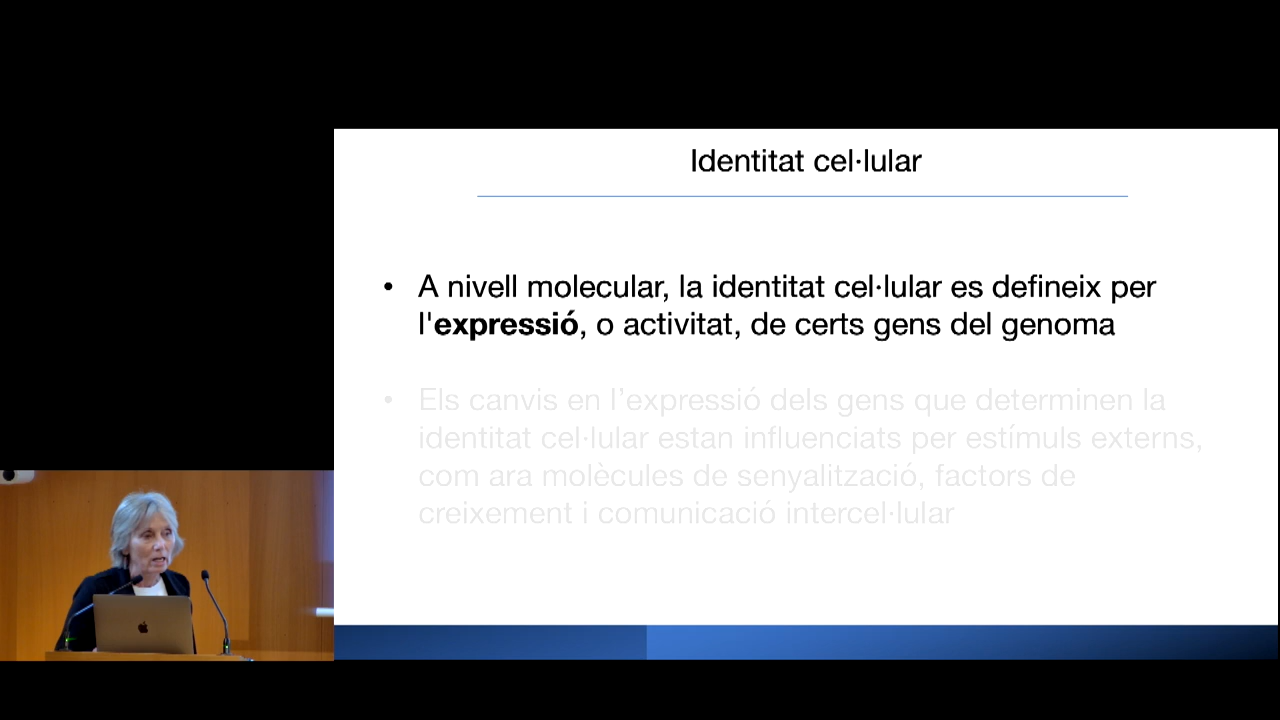 Identitat cel·lular
• A nivell molecular, la identitat cel·lular es defineix per
l'expressió, o activitat, de certs gens del genoma
• Els canvis en l’expressió dels gens que determinen la
identitat cel·lular estan influenciats per estímuls externs,
com ara molècules de senyalització, factors de
creixement i comunicació intercel·lular